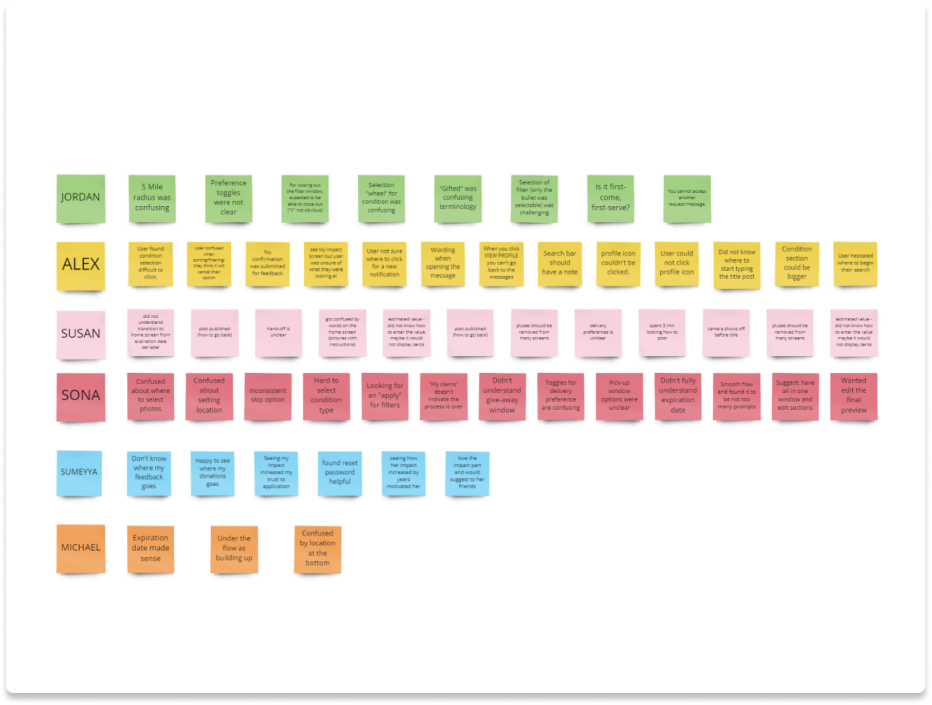 JORDAN
5 Mile
radius was
confusing
Preference
toggles
were not
clear
For closing out
the filter window,
expected to be
able to close out
("X" not obvious)
Selection
"wheel" for
condition was
confusing
"Gifted" was
confusing
terminology
Selection of
filter (only the
bullet was
selectable) was
challenging
Is it first-
come,
first-serve?
You cannot accept
another
request/message.
ALEX
User found
condition
selection
difficult to
click;
User confused
when
zooming/filtering;
they think it will
cancel their
option
No
confirmation
was submitted
for feedback
see My Impact
screen but user
was unsure of
what they were
looking at
User not sure
where to click
for a new
notification
Wording
when
opening the
message
When you click
VIEW PROFILE
you can't go
back to the
messages
Search bar
should
have a note
profile icon
couldn't be
clicked.
User could
not click
profile icon
Did not know
where to
start typing
the title post
Condition
section
could be
bigger
User hesitated
where to begin
their search
SUSAN
did not
understand
transition to
home screen from
expiration date
set label
post published
(how to go back)
hand-off is
unclear
got confused by
words on the
home screen
(pictures with
instructions)
estimated value -
did not know how
to enter the value
maybe it would
not display zeros
post published
(how to go back)
pluses should be
removed from
many screens
delivery
preferences is
unclear
spent 3 min
looking how to
post
camera shows off
before title
pluses should be
removed from
many screens
estimated value -
did not know how
to enter the value
maybe it would
not display zeros
SONA
Confused
about where
to select
photos
Confused
about
setting
location
Inconsistent
skip option
Hard to
select
condition
type
Looking for
an "apply"
for filters
"My claims"
doesn't
indicate the
process is over
Didn't
understand
give-away
window
Toggles for
delivery
preference
are confusing
Pick-up
window
options were
unclear
Didn't fully
understand
expiration
date
Smooth flow
and found it to
be not too
many prompts
Suggest: have
all in one
window and
edit sections
Wanted
edit the
final
preview
SUMEYYA
Don't know
where my
feedback
goes
Happy to see
where my
donations
goes
Seeing my
impact
increased my
trust to
application
found reset
password
helpful
seeing how
her impact
increased by
years
motivated her
love the
impact part
and would
suggest to her
friends
MICHAEL
Expiration
date made
sense
Under the
flow as
building up
Confused
by location
at the
bottom